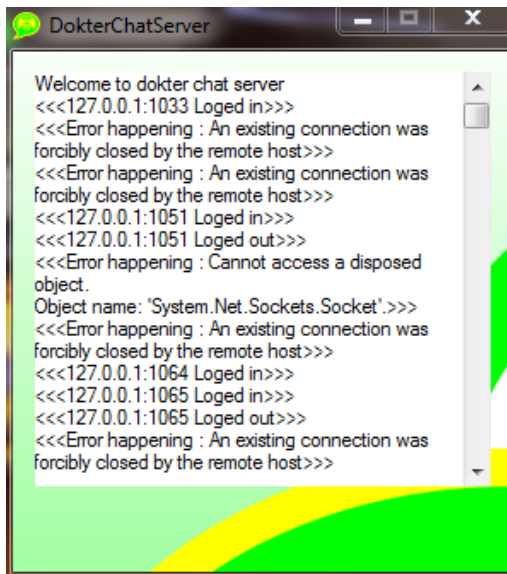 DokterChatServer
Welcome to dokter chat server
<<<127.0.0.1:1033 Loged in>>>
<<<Error happening : An existing connection was
forcibly closed by the remote host>>>
<<<Error happening : An existing connection was
forcibly closed by the remote host>>>
<<<127.0.0.1:1051 Loged in>>>
<<<127.0.0.1:1051 Loged out>>>
<<<Error happening : Cannot access a disposed
object.
Object name: 'System.Net.Sockets.Socket'.>>>
<<<Error happening : An existing connection was
forcibly closed by the remote host>>>
<<<127.0.0.1:1064 Loged in>>>
<<<127.0.0.1:1065 Loged in>>>
<<<127.0.0.1:1065 Loged out>>>
<<<Error happening : An existing connection was
forcibly closed by the remote host>>>